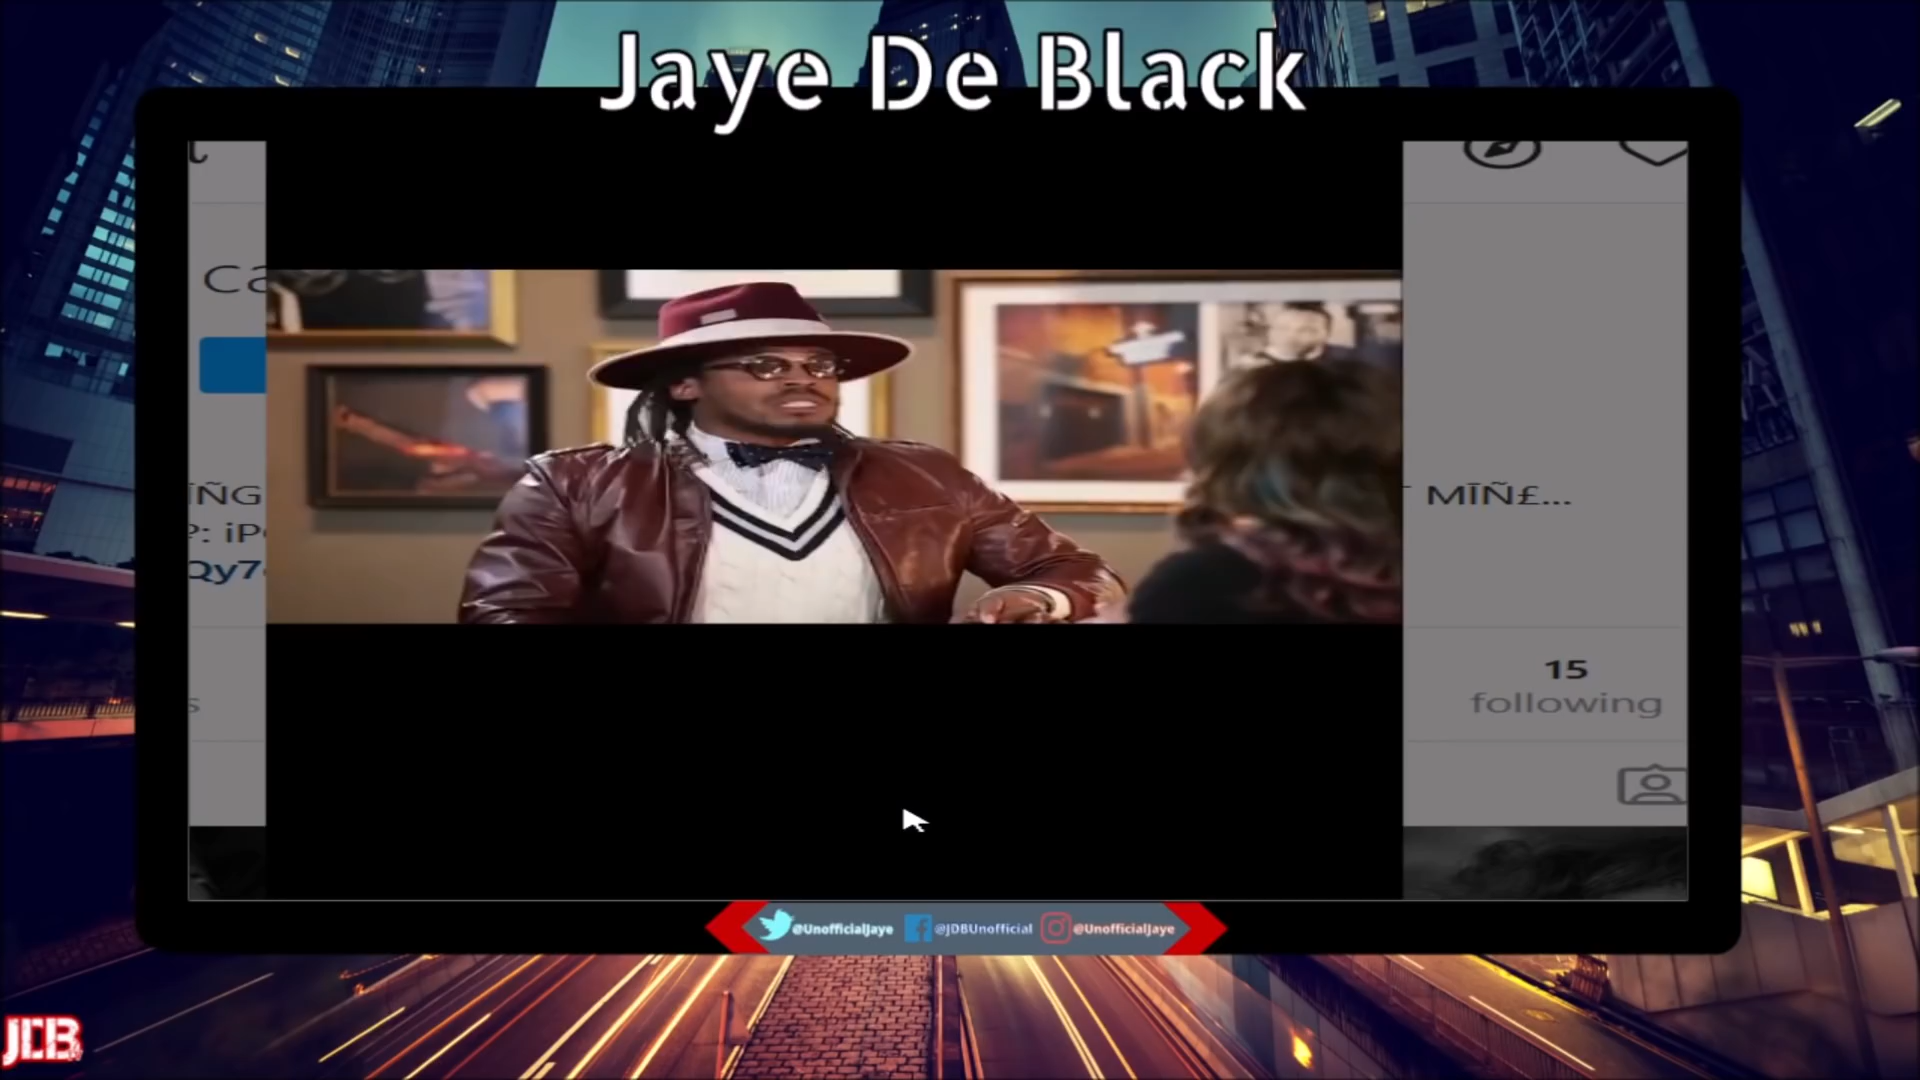 Jaye De Black
ca
ÏÑG
?: iP
Qy7
MÏÑ£...
15
following
s
@UnofficialJaye @JDBUnofficial @UnofficialJaye
JDB